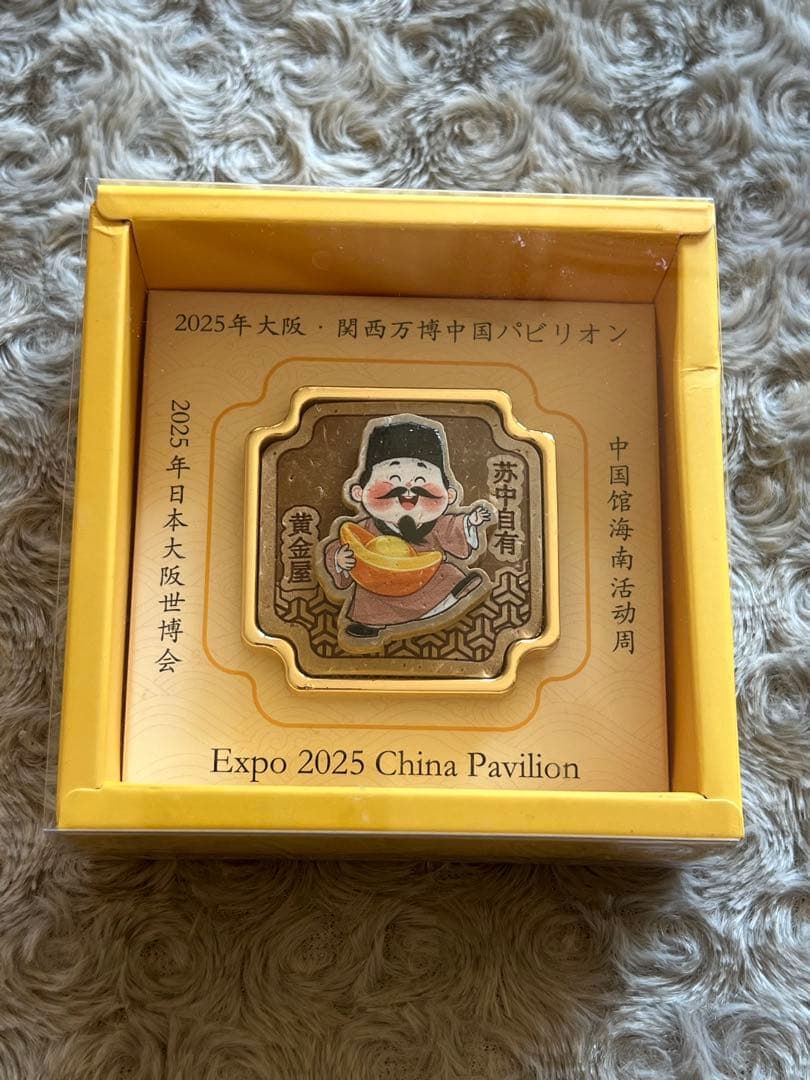 2025年大阪・関西万博中国パビリオン
中国馆海南活动周
2025年日本大阪世博会
苏中自有
黄金屋
Expo 2025 China Pavilion